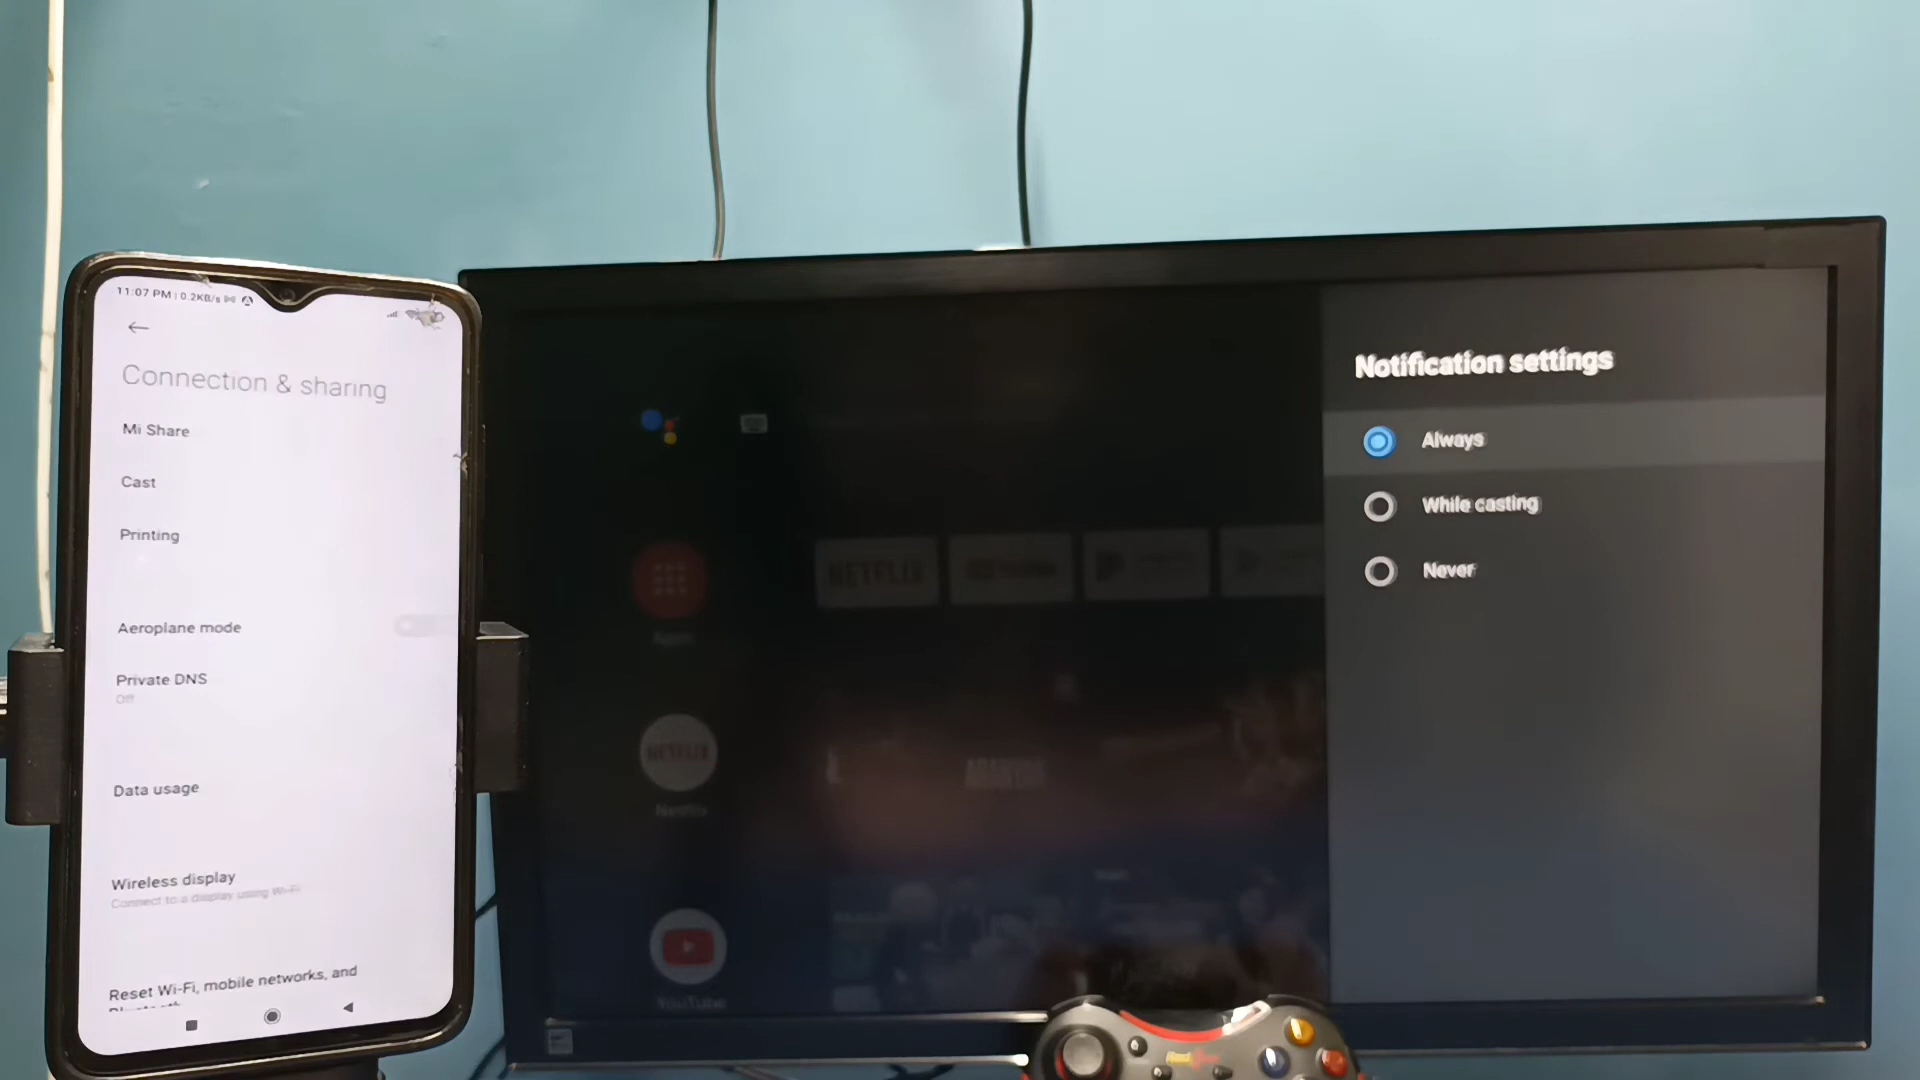 11:07 PM | 0.2KB/s
Connection & sharing
Mi Share
Cast
Printing
Aeroplane mode
Private DNS
Off
Data usage
Wireless display
Connect to a display using Wi-Fi
Reset Wi-Fi, mobile networks, and
NETFLIX
Apps
NETFLIX
Netflix
YouTube
Notification settings
Always
While casting
Never